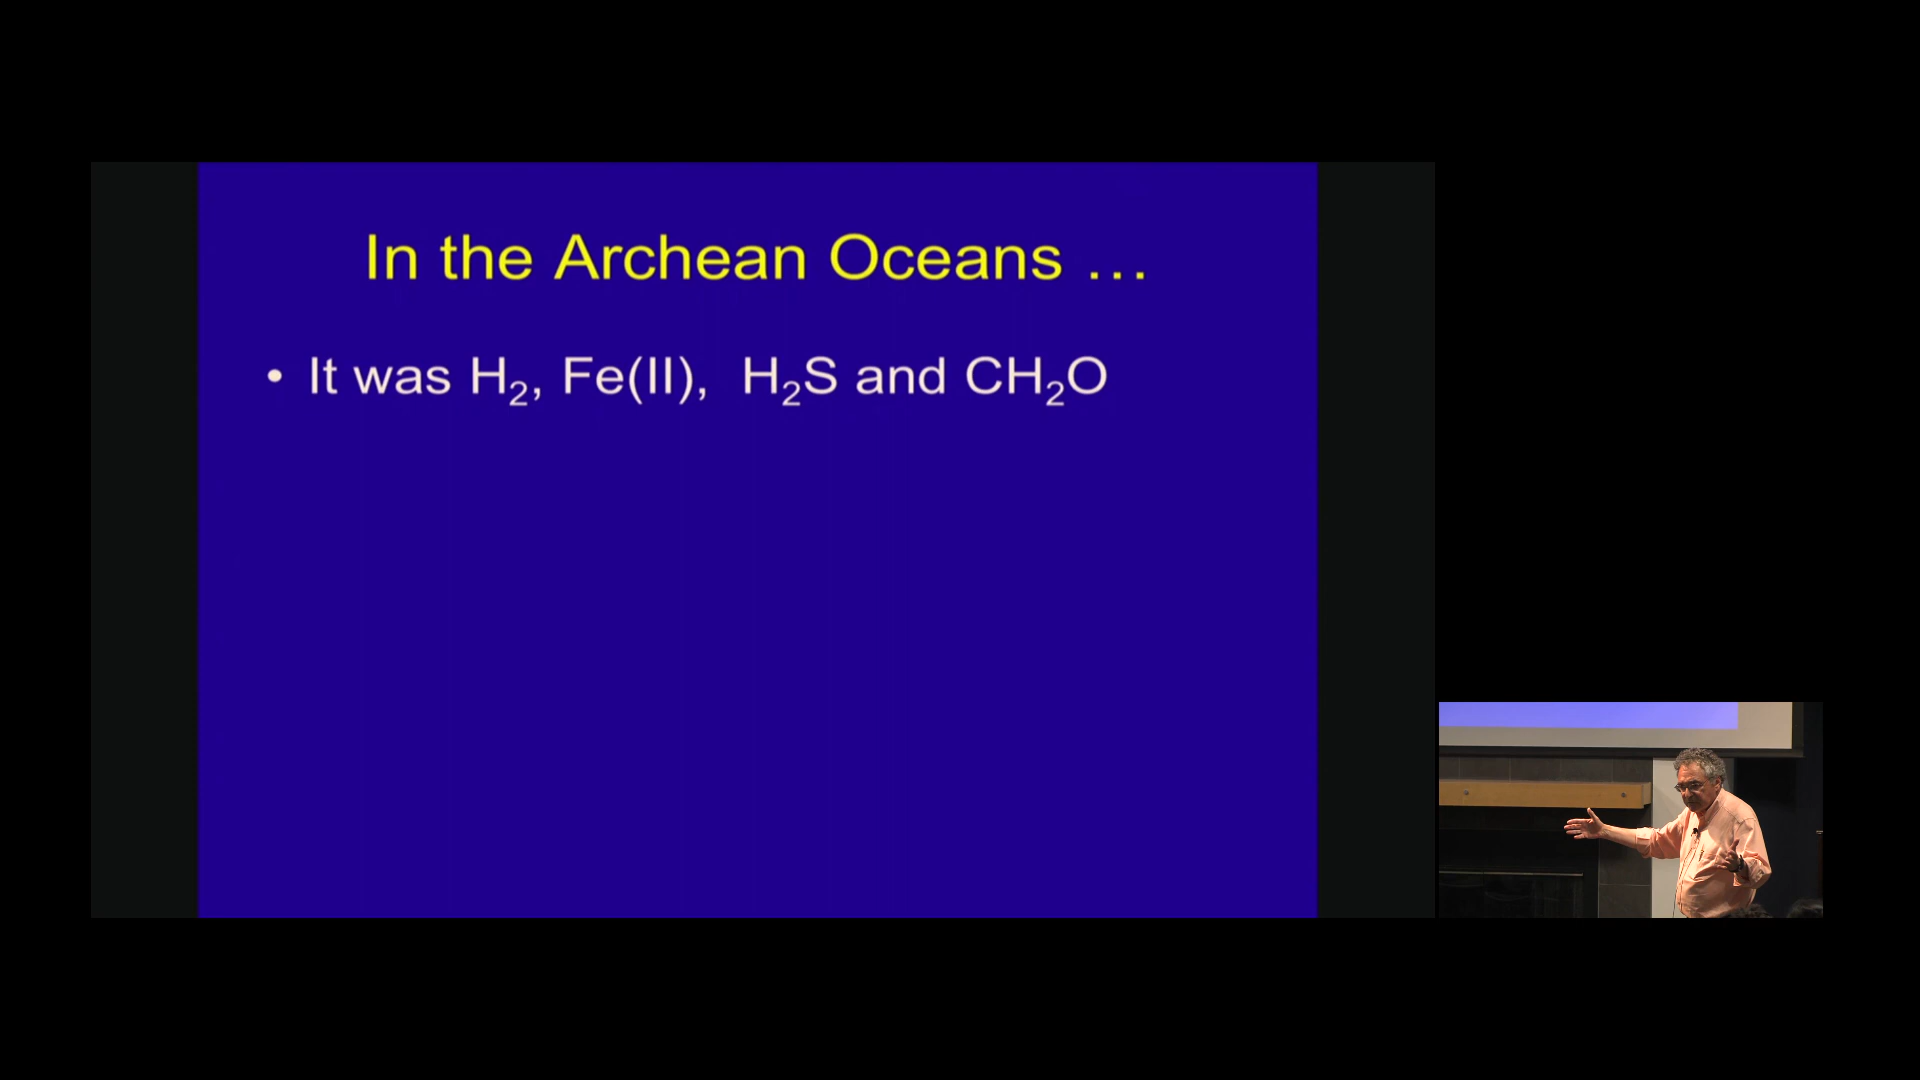 In the Archean Oceans …
• It was H₂, Fe(II),  H₂S and CH₂O